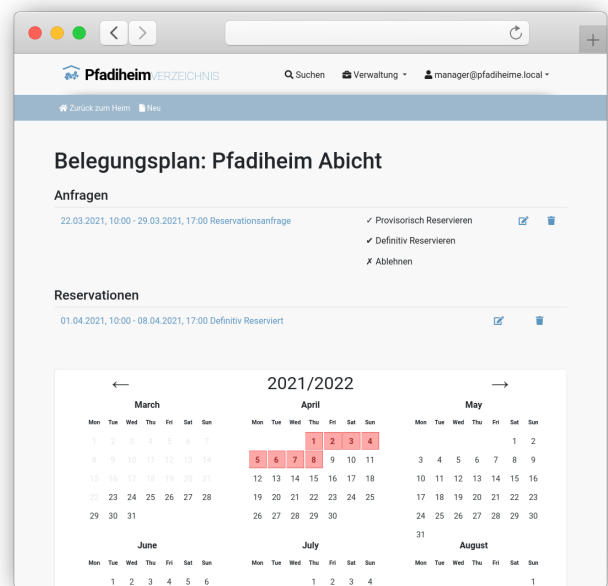 Pfadiheim VERZEICHNIS Suchen Verwaltung manager@pfadiheime.local
Zurück zum Heim Neu
Belegungsplan: Pfadiheim Abicht
Anfragen
22.03.2021, 10:00 - 29.03.2021, 17:00 Reservationsanfrage ✓ Provisorisch Reservieren
✔ Definitiv Reservieren
✗ Ablehnen
Reservationen
01.04.2021, 10:00 - 08.04.2021, 17:00 Definitiv Reserviert
← 2021/2022 →
March April May
Mon Tue Wed Thu Fri Sat Sun Mon Tue Wed Thu Fri Sat Sun Mon Tue Wed Thu Fri Sat Sun
1 2 3 4 5 6 7 1 2 3 4 1 2
8 9 10 11 12 13 14 5 6 7 8 9 10 11 3 4 5 6 7 8 9
15 16 17 18 19 20 21 12 13 14 15 16 17 18 10 11 12 13 14 15 16
22 23 24 25 26 27 28 19 20 21 22 23 24 25 17 18 19 20 21 22 23
29 30 31 26 27 28 29 30 24 25 26 27 28 29 30
31
June July August
Mon Tue Wed Thu Fri Sat Sun Mon Tue Wed Thu Fri Sat Sun Mon Tue Wed Thu Fri Sat Sun
1 2 3 4 5 6 1 2 3 4 1